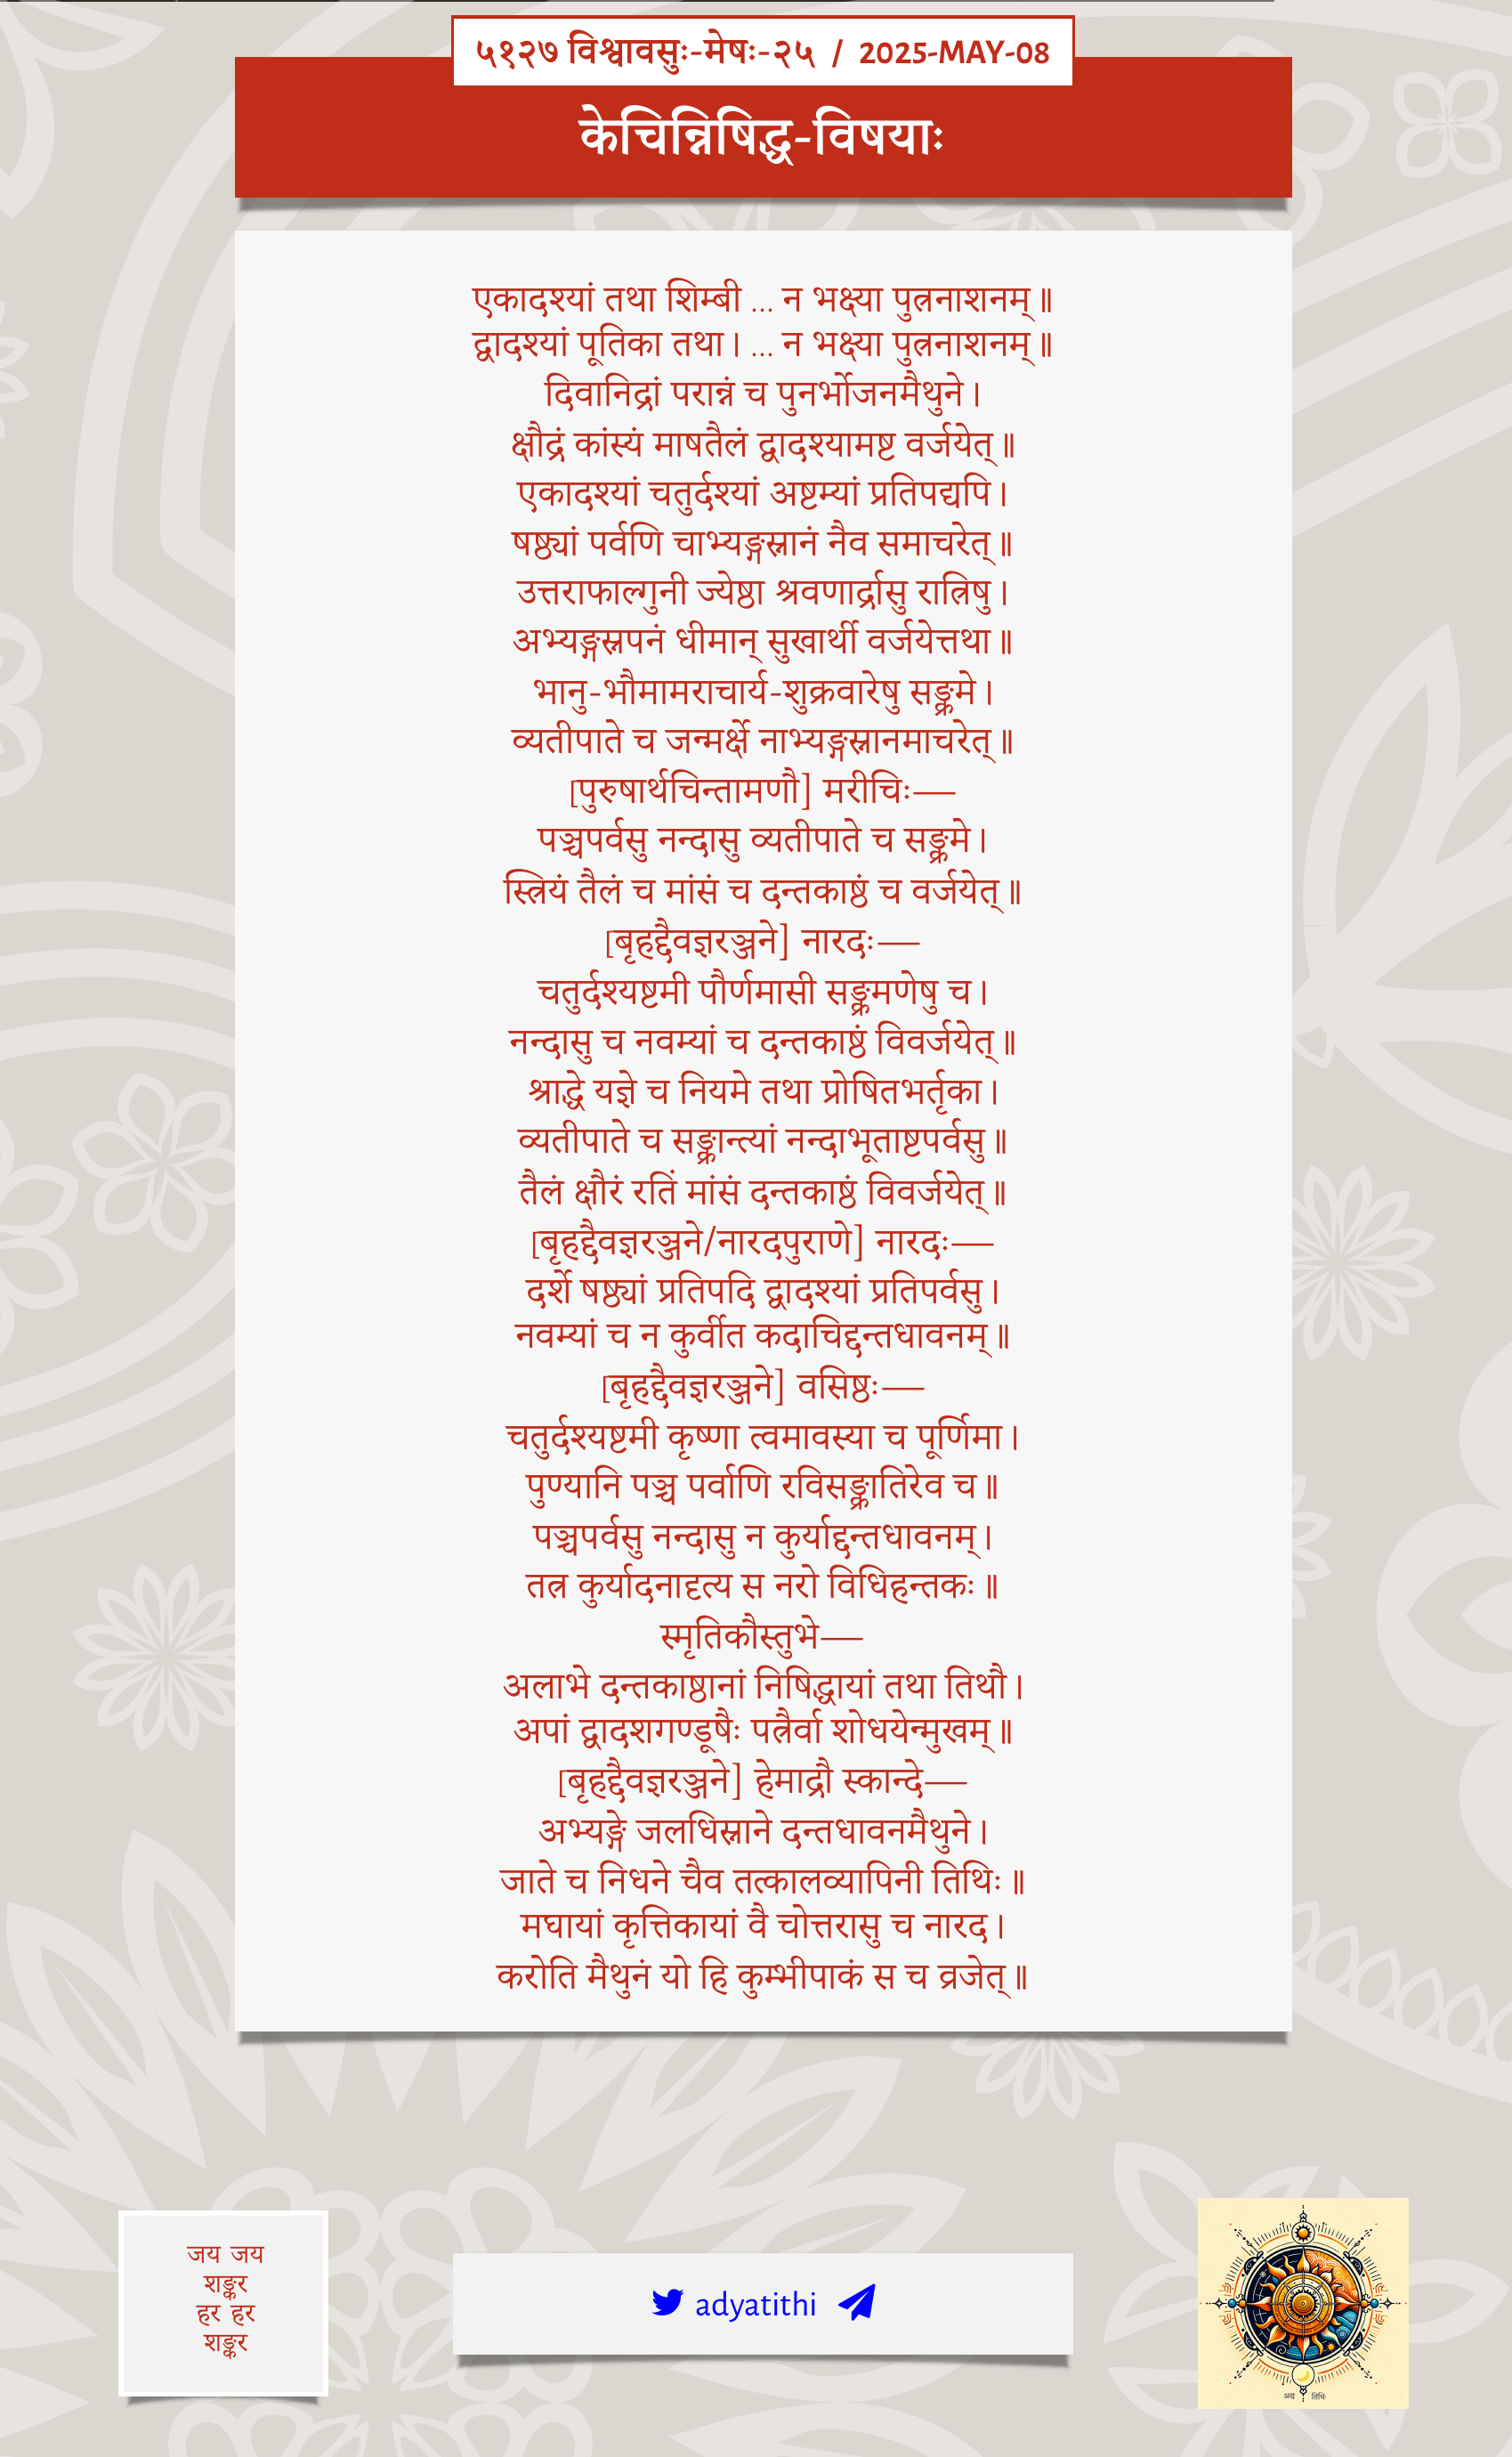 ५१२७ विश्वावसुः-मेषः-२५ / 2025-MAY-08
केचिन्निषिद्ध-विषयाः
एकादश्यां तथा शिम्बी … न भक्ष्या पुत्रनाशनम्॥
द्वादश्यां पूतिका तथा। … न भक्ष्या पुत्रनाशनम्॥
दिवानिद्रां परान्नं च पुनर्भोजनमैथुने।
क्षौद्रं कांस्यं माषतैलं द्वादश्यामष्ट वर्जयेत्॥
एकादश्यां चतुर्दश्यां अष्टम्यां प्रतिपद्यपि।
षष्ठ्यां पर्वणि चाभ्यङ्गस्नानं नैव समाचरेत्॥
उत्तराफाल्गुनी ज्येष्ठा श्रवणार्द्रासु रात्रिषु।
अभ्यङ्गस्नपनं धीमान् सुखार्थी वर्जयेत्तथा॥
भानु-भौमामराचार्य-शुक्रवारेषु सङ्क्रमे।
व्यतीपाते च जन्मर्क्षे नाभ्यङ्गस्नानमाचरेत्॥
[पुरुषार्थचिन्तामणौ] मरीचिः—
पञ्चपर्वसु नन्दासु व्यतीपाते च सङ्क्रमे।
स्त्रियं तैलं च मांसं च दन्तकाष्ठं च वर्जयेत्॥
[बृहद्दैवज्ञरञ्जने] नारदः—
चतुर्दश्यष्टमी पौर्णमासी सङ्क्रमणेषु च।
नन्दासु च नवम्यां च दन्तकाष्ठं विवर्जयेत्॥
श्राद्धे यज्ञे च नियमे तथा प्रोषितभर्तृका।
व्यतीपाते च सङ्क्रान्त्यां नन्दाभूताष्टपर्वसु॥
तैलं क्षौरं रतिं मांसं दन्तकाष्ठं विवर्जयेत्॥
[बृहद्दैवज्ञरञ्जने/नारदपुराणे] नारदः—
दर्शे षष्ठ्यां प्रतिपदि द्वादश्यां प्रतिपर्वसु।
नवम्यां च न कुर्वीत कदाचिद्दन्तधावनम्॥
[बृहद्दैवज्ञरञ्जने] वसिष्ठः—
चतुर्दश्यष्टमी कृष्णा त्वमावस्या च पूर्णिमा।
पुण्यानि पञ्च पर्वाणि रविसङ्क्रातिरेव च॥
पञ्चपर्वसु नन्दासु न कुर्याद्दन्तधावनम्।
तत्र कुर्यादनादृत्य स नरो विधिहन्तकः॥
स्मृतिकौस्तुभे—
अलाभे दन्तकाष्ठानां निषिद्धायां तथा तिथौ।
अपां द्वादशगण्डूषैः पत्रैर्वा शोधयेन्मुखम्॥
[बृहद्दैवज्ञरञ्जने] हेमाद्रौ स्कान्दे—
अभ्यङ्गे जलधिस्नाने दन्तधावनमैथुने।
जाते च निधने चैव तत्कालव्यापिनी तिथिः॥
मघायां कृत्तिकायां वै चोत्तरासु च नारद।
करोति मैथुनं यो हि कुम्भीपाकं स च व्रजेत्॥
जय जय
शङ्कर
हर हर
शङ्कर
adyatithi
अद्य तिथिः